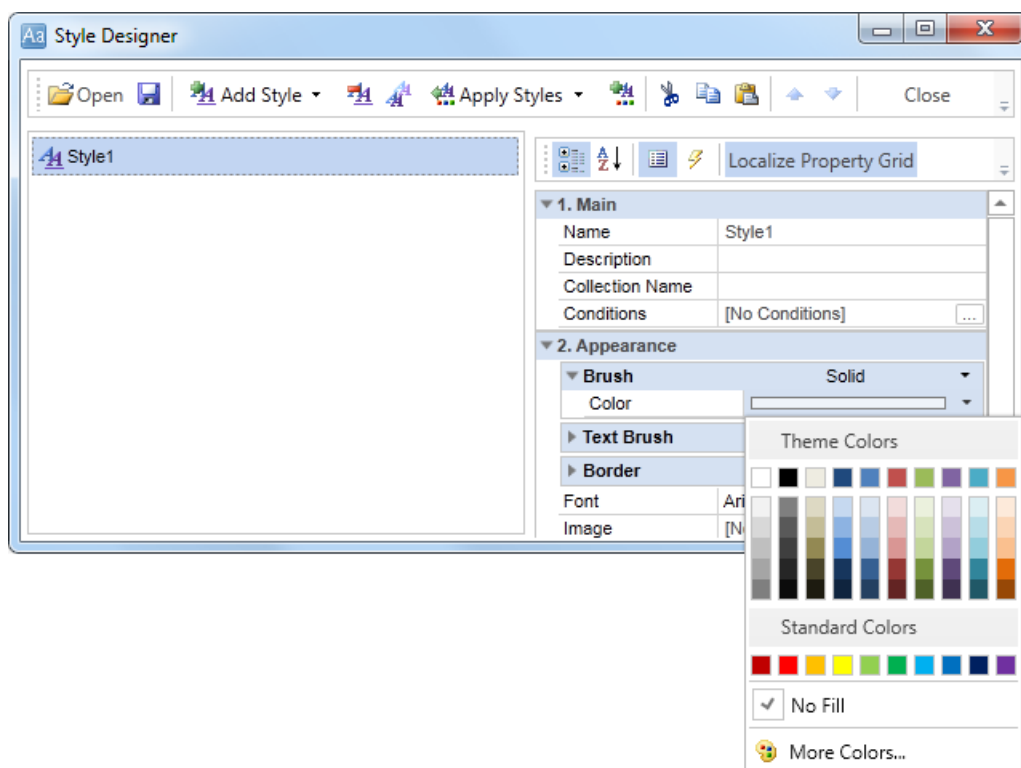 Aa Style Designer
Open Add Style Apply Styles Close
Style1
A Z Localize Property Grid
1. Main
Name Style1
Description
Collection Name
Conditions [No Conditions] ...
2. Appearance
Brush Solid
Color
Text Brush
Border
Font
Image
Theme Colors
Standard Colors
No Fill
More Colors...